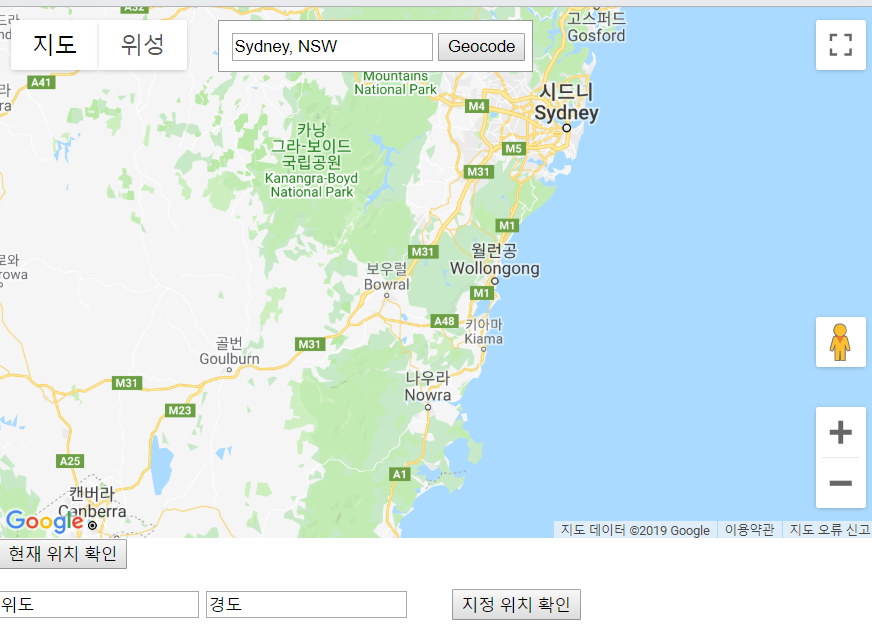 A32
고스퍼드
Gosford
지도
위성
Sydney, NSW
Geocode
Mountains
National Park
A41
시드니
Sydney
M4
카낭
그라-보이드
국립공원
Kanangra-Boyd
National Park
M5
M31
M1
M31
월런공
Wollongong
보우럴
Bowral
M1
A48
키아마
Kiama
골번
Goulburn
M31
나우라
Nowra
M31
M23
A25
A1
캔버라
Canberra
Google
지도 데이터 ©2019 Google
이용약관
지도 오류 신고
현재 위치 확인
위도
경도
지정 위치 확인